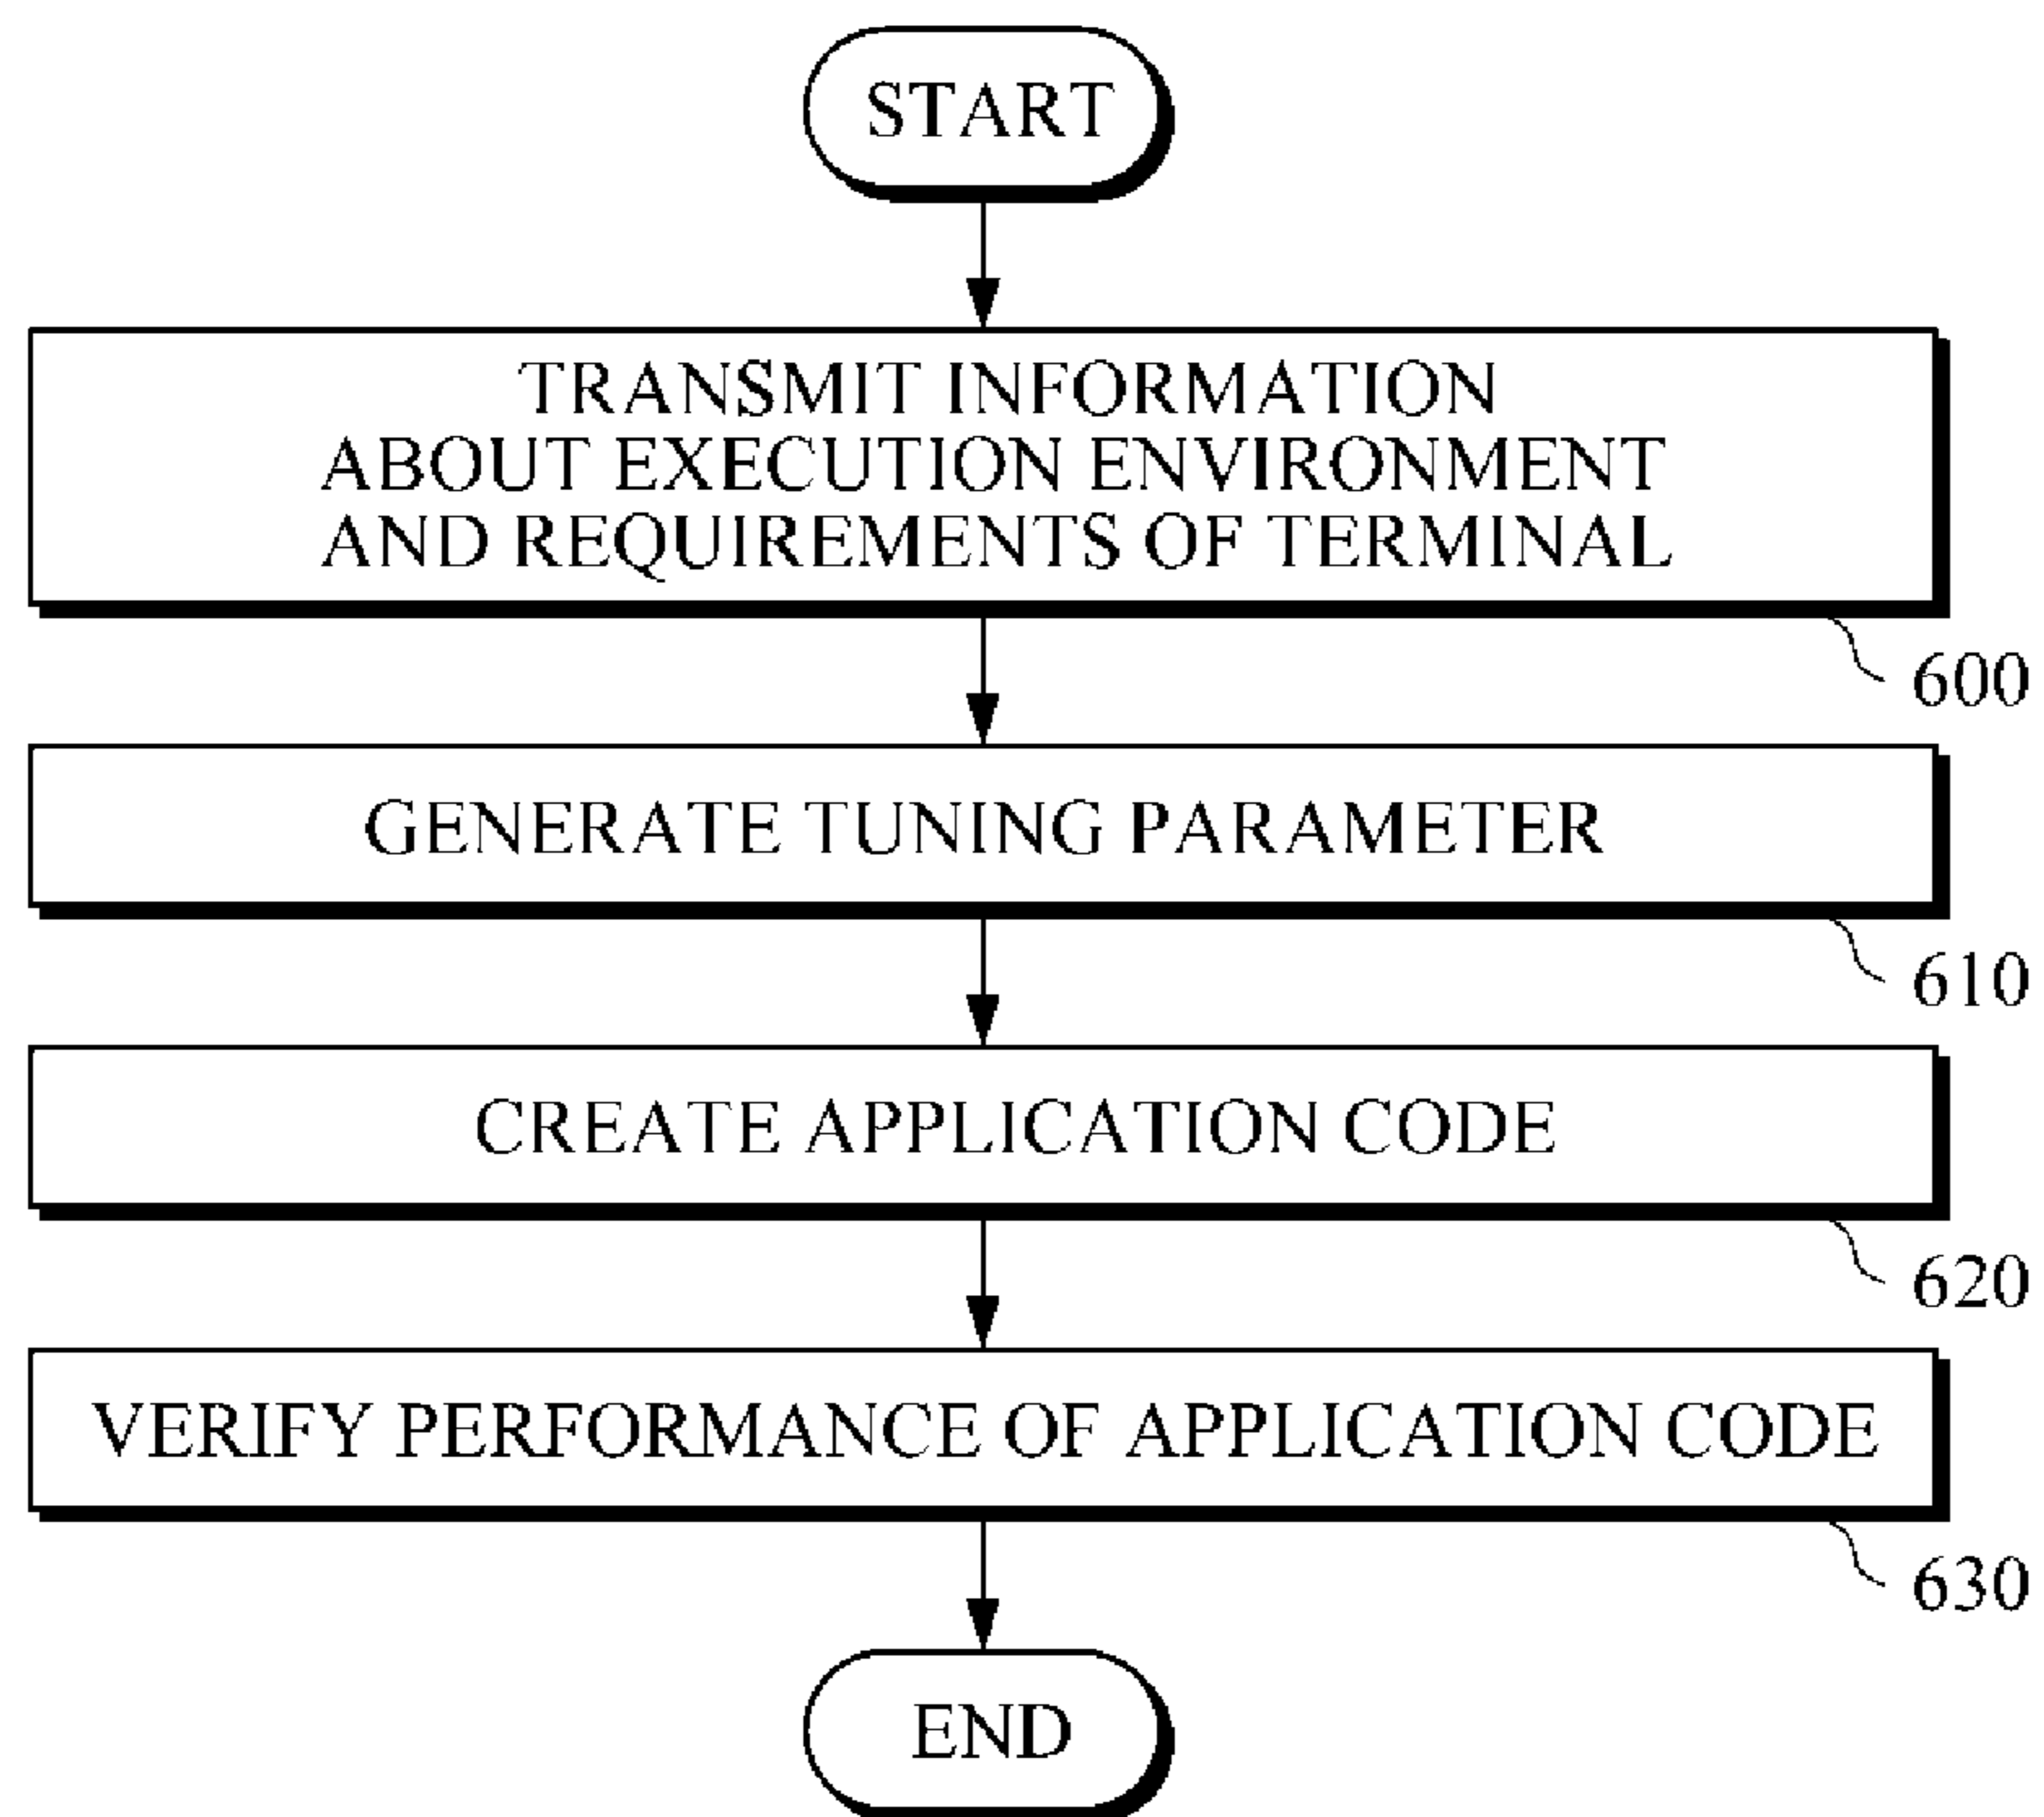 START
TRANSMIT INFORMATION
ABOUT EXECUTION ENVIRONMENT
AND REQUIREMENTS OF TERMINAL
600
GENERATE TUNING PARAMETER
610
CREATE APPLICATION CODE
620
VERIFY PERFORMANCE OF APPLICATION CODE
630
END